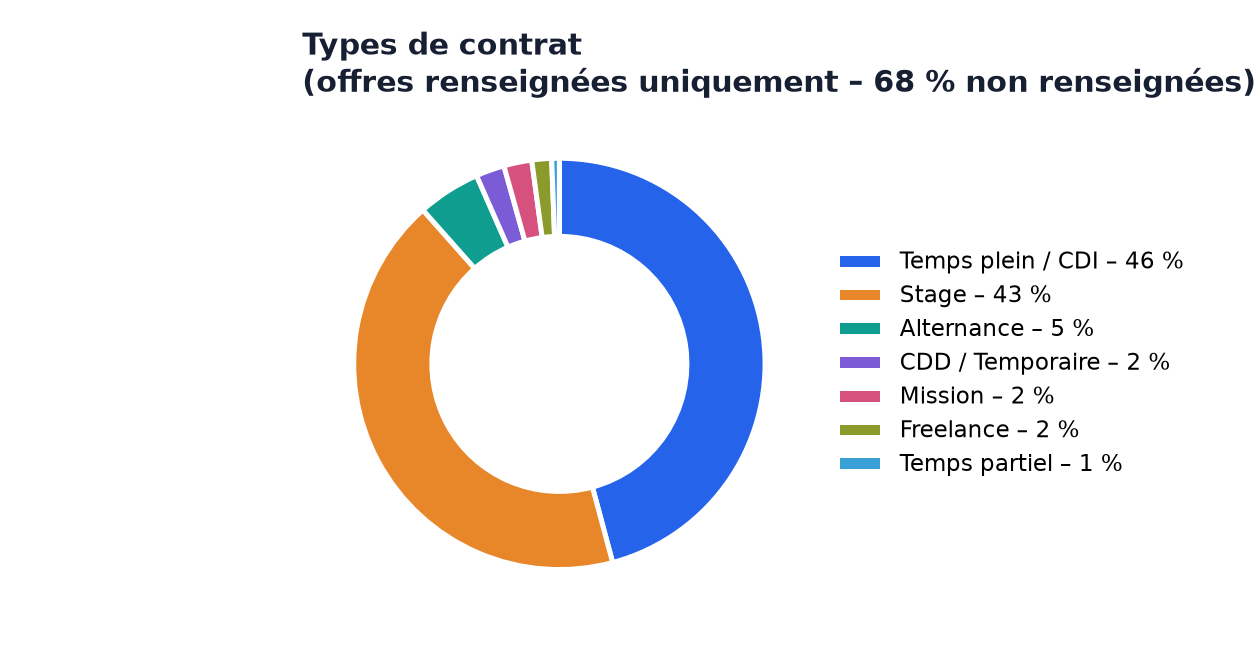 Types de contrat
(offres renseignées uniquement – 68 % non renseignées)
Temps plein / CDI – 46 %
Stage – 43 %
Alternance – 5 %
CDD / Temporaire – 2 %
Mission – 2 %
Freelance – 2 %
Temps partiel – 1 %